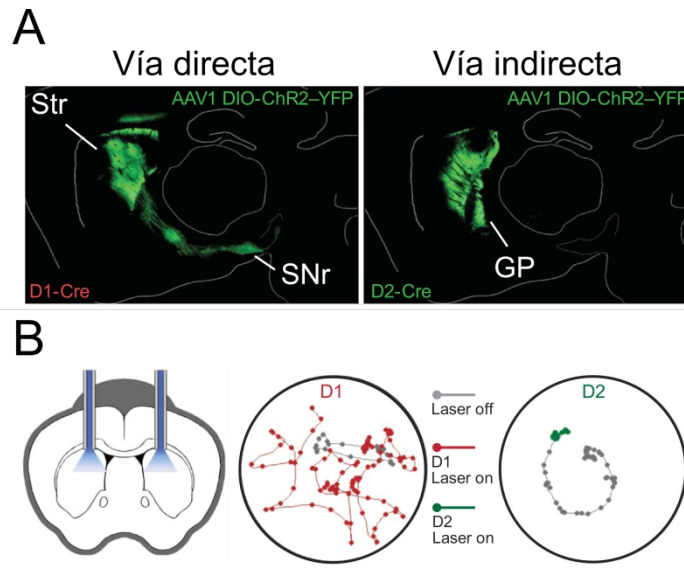 A
Vía directa
Vía indirecta
AAV1 DIO-ChR2–YFP
Str
SNr
D1-Cre
AAV1 DIO-ChR2–YFP
GP
D2-Cre
B
D1
Laser off
D1
Laser on
D2
Laser on
D2